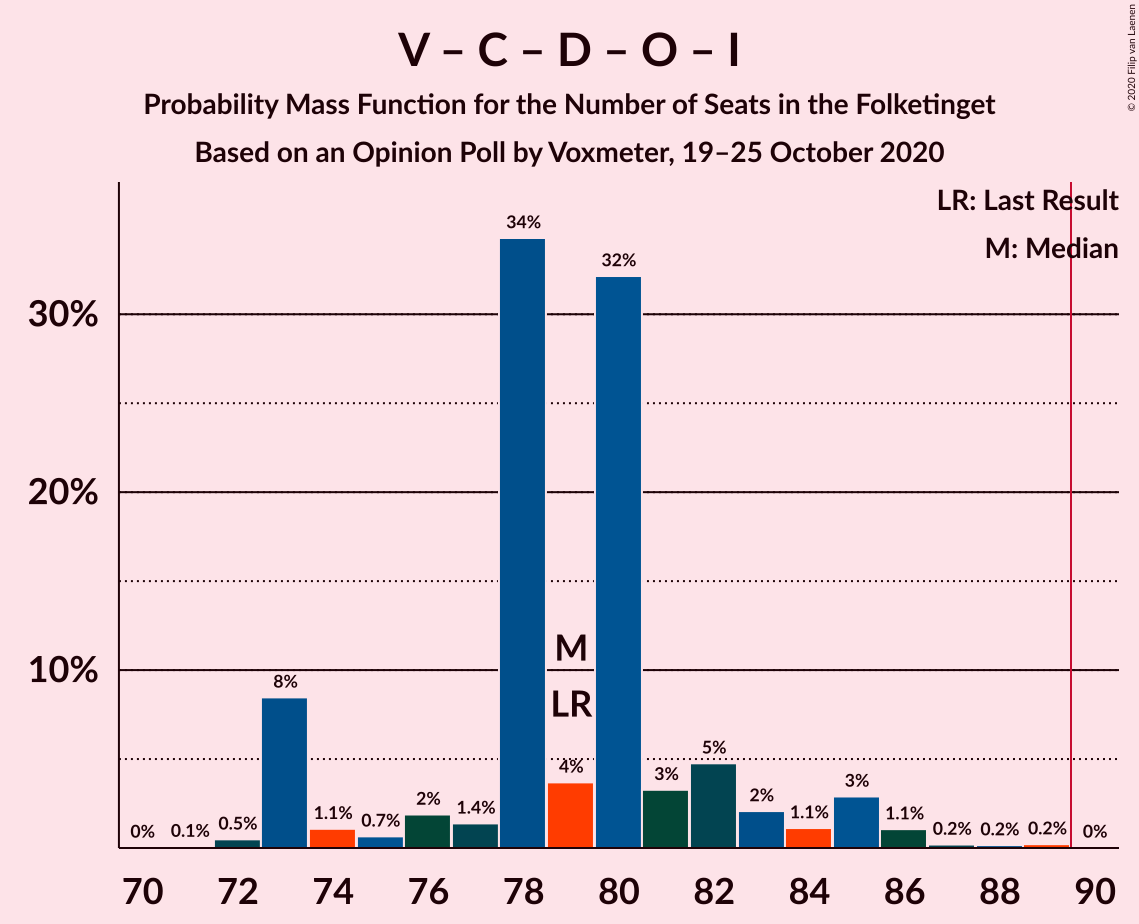 V – C – D – O – I
Probability Mass Function for the Number of Seats in the Folketinget
Based on an Opinion Poll by Voxmeter, 19–25 October 2020
© 2020 Filip van Laenen
LR: Last Result
M: Median
34%
32%
30%
20%
M
10%
8%
LR
5%
4%
3%
3%
2%
2%
1.4%
1.1%
1.1%
1.1%
0.7%
0.5%
0.2%
0.2%
0.2%
0%
0.1%
0%
70 72 74 76 78 80 82 84 86 88 90